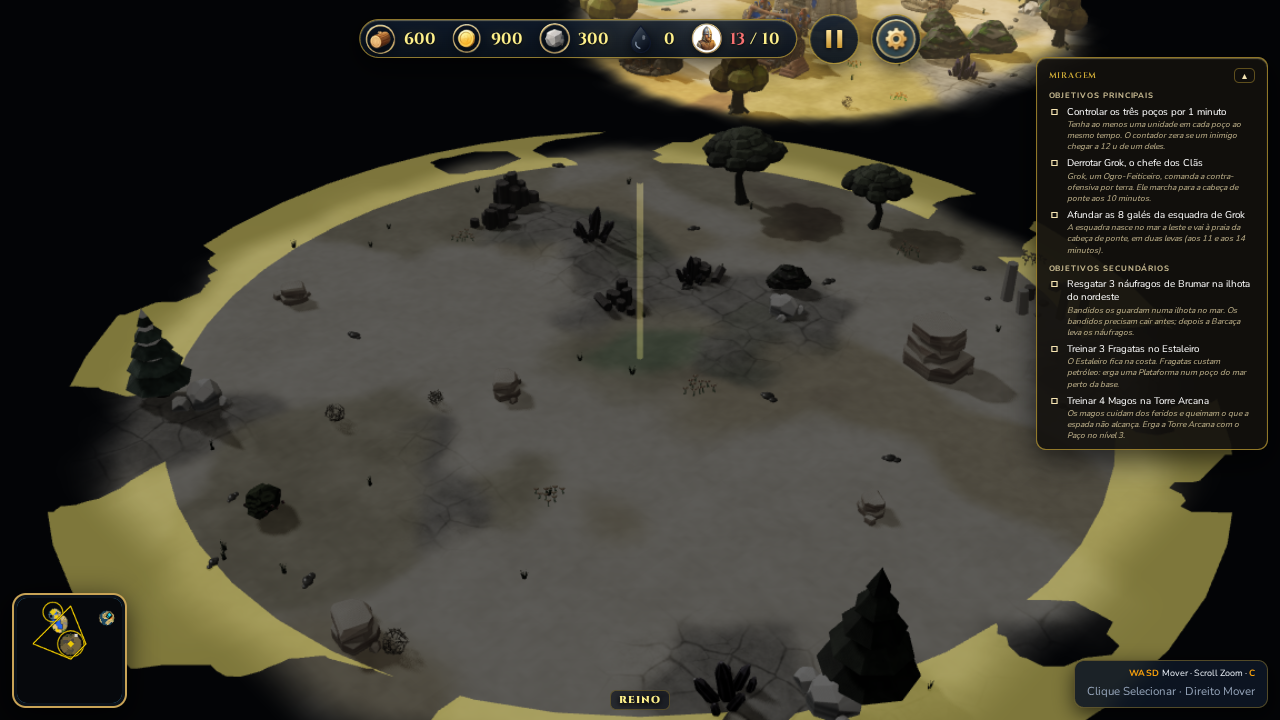 600 900 300 0 13 / 10
MIRAGEM
OBJETIVOS PRINCIPAIS
Controlar os três poços por 1 minuto
Tenha ao menos uma unidade em cada poço ao
mesmo tempo. O contador zera se um inimigo
chegar a 12 u de um deles.
Derrotar Grok, o chefe dos Clãs
Grok, um Ogro-Feiticeiro, comanda a contra-
ofensiva por terra. Ele marcha para a cabeça de
ponte aos 10 minutos.
Afundar as 8 galés da esquadra de Grok
A esquadra nasce no mar a leste e vai à praia da
cabeça de ponte, em duas levas (aos 11 e aos 14
minutos).
OBJETIVOS SECUNDÁRIOS
Resgatar 3 náufragos de Brumar na ilhota
do nordeste
Bandidos os guardam numa ilhota no mar. Os
bandidos precisam cair antes; depois a Barcaça
leva os náufragos.
Treinar 3 Fragatas no Estaleiro
O Estaleiro fica na costa. Fragatas custam
petróleo: erga uma Plataforma num poço do mar
perto da base.
Treinar 4 Magos na Torre Arcana
Os magos cuidam dos feridos e queimam o que a
espada não alcança. Erga a Torre Arcana com o
Paço no nível 3.
WASD Mover · Scroll Zoom · C
Clique Selecionar · Direito Mover
REINO